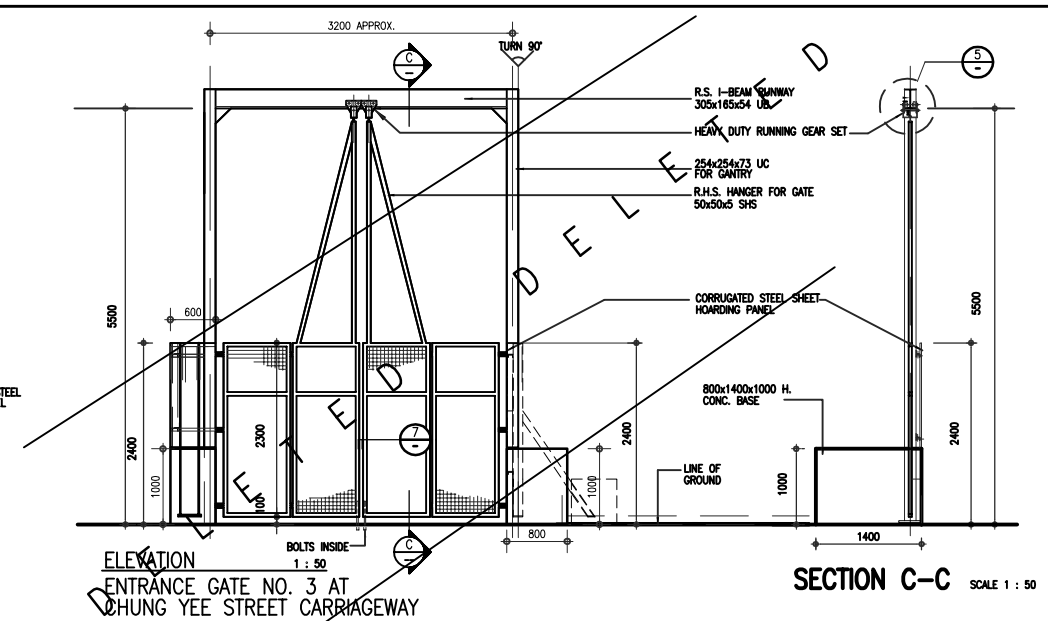 3200 APPROX.
C
-
TURN 90°
5
-
R.S. I-BEAM RUNWAY
305x165x54 UB
HEAVY DUTY RUNNING GEAR SET
254x254x73 UC
FOR GANTRY
R.H.S. HANGER FOR GATE
50x50x5 SHS
DELETED
5500
600
5500
CORRUGATED STEEL SHEET
HOARDING PANEL
TEEL
L
800x1400x1000 H.
CONC. BASE
2400
2300
7
-
2400
2400
1000
100
1000
LINE OF
GROUND
1000
DELETED
BOLTS INSIDE
C
-
800
1400
ELEVATION
1 : 50
ENTRANCE GATE NO. 3 AT
CHUNG YEE STREET CARRIAGEWAY
SECTION C-C SCALE 1 : 50